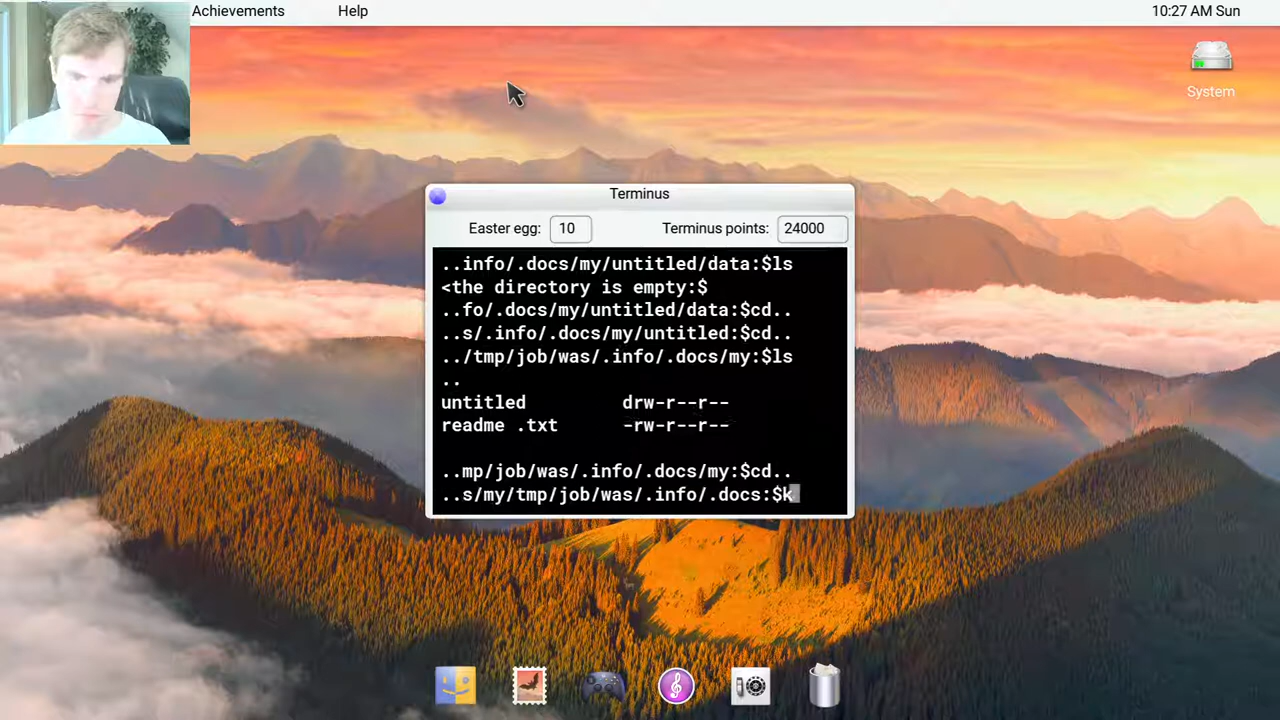 Achievements
Help
10:27 AM Sun
System
Terminus
Easter egg: 10
Terminus points: 24000
..info/.docs/my/untitled/data:$ls
<the directory is empty:$
..fo/.docs/my/untitled/data:$cd..
..s/.info/.docs/my/untitled:$cd..
../tmp/job/was/.info/.docs/my:$ls
..
untitled drw-r--r--
readme .txt -rw-r--r--
..mp/job/was/.info/.docs/my:$cd..
..s/my/tmp/job/was/.info/.docs:$k